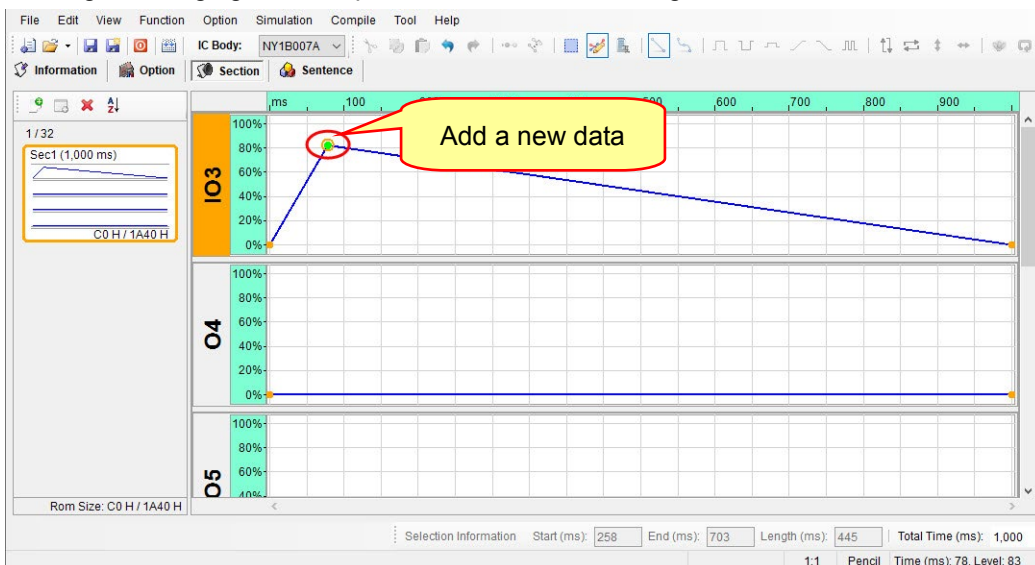 File Edit View Function Option Simulation Compile Tool Help
IC Body: NY1B007A
Information Option Section Sentence
ms 100 600 700 800 900
1 / 32
Sec1 (1,000 ms)
C0 H / 1A40 H
Add a new data
IO3
100%
80%
60%
40%
20%
0%
O4
100%
80%
60%
40%
20%
0%
O5
100%
80%
60%
40%
Rom Size: C0 H / 1A40 H
Selection Information Start (ms): 258 End (ms): 703 Length (ms): 445 Total Time (ms): 1,000
1:1 Pencil Time (ms): 78, Level: 83